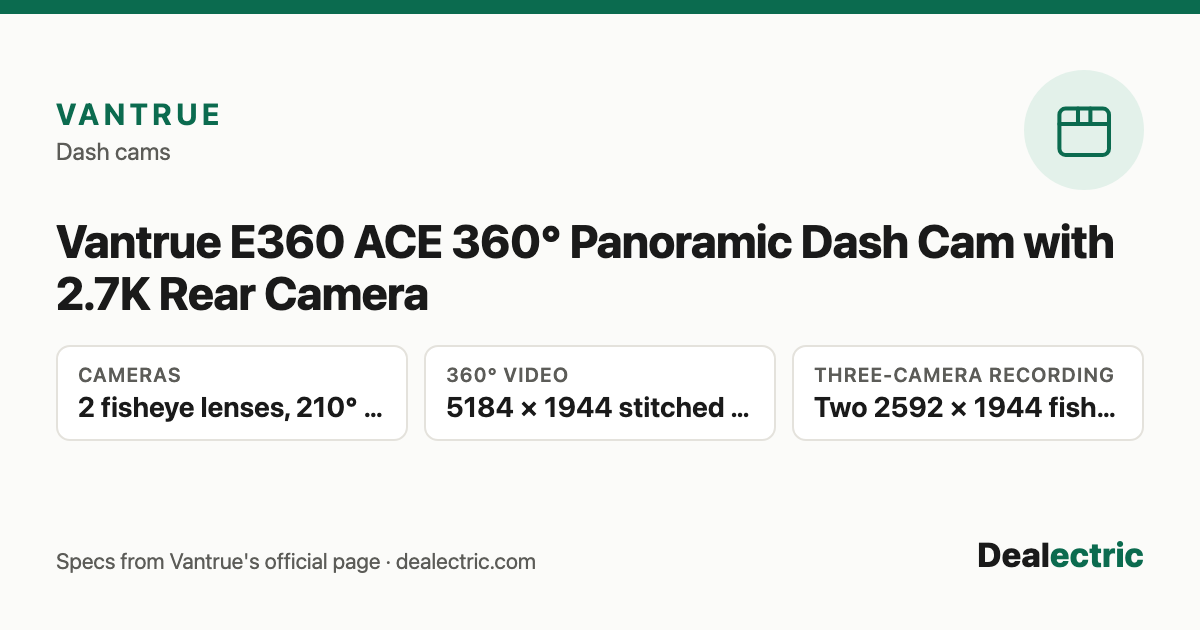 VANTRUE
Dash cams
Vantrue E360 ACE 360° Panoramic Dash Cam with
2.7K Rear Camera
CAMERAS
2 fisheye lenses, 210° ...
360° VIDEO
5184 × 1944 stitched ...
THREE-CAMERA RECORDING
Two 2592 × 1944 fish...
Specs from Vantrue's official page · dealectric.com
Dealectric